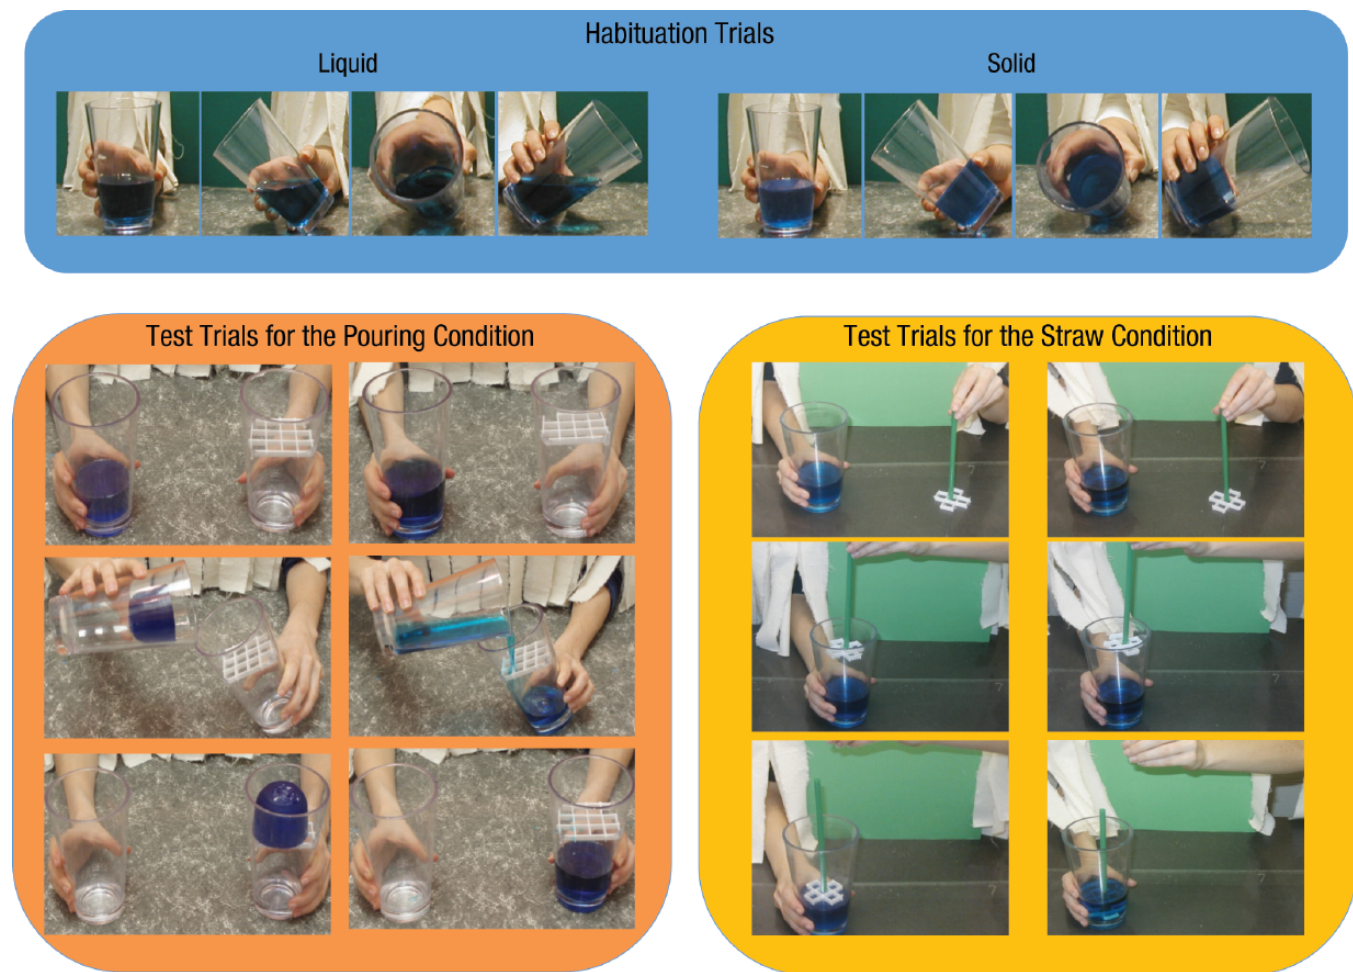 Habituation Trials
Liquid
Solid
Test Trials for the Pouring Condition
Test Trials for the Straw Condition